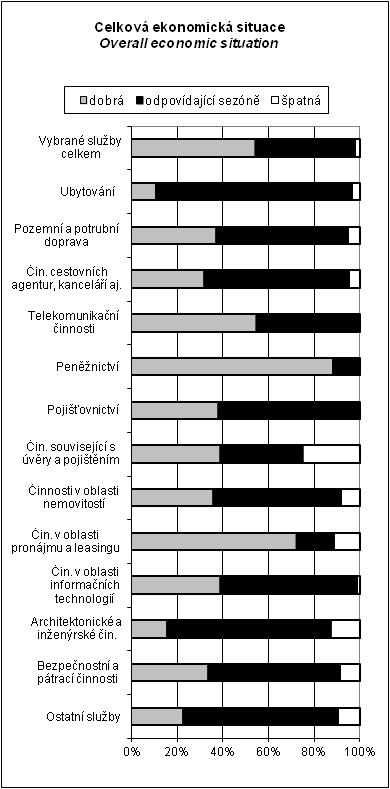 Celková ekonomická situace
Overall economic situation
dobrá odpovídající sezóně špatná
Vybrané služby
celkem
Ubytování
Pozemní a potrubní
doprava
Čin. cestovních
agentur, kanceláří aj.
Telekomunikační
činnosti
Peněžnictví
Pojišťovnictví
Čin. související s
úvěry a pojištěním
Činnosti v oblasti
nemovitostí
Čin. v oblasti
pronájmu a leasingu
Čin. v oblasti
informačních
technologií
Architektonické a
inženýrské čin.
Bezpečnostní a
pátrací činnosti
Ostatní služby
0% 20% 40% 60% 80% 100%